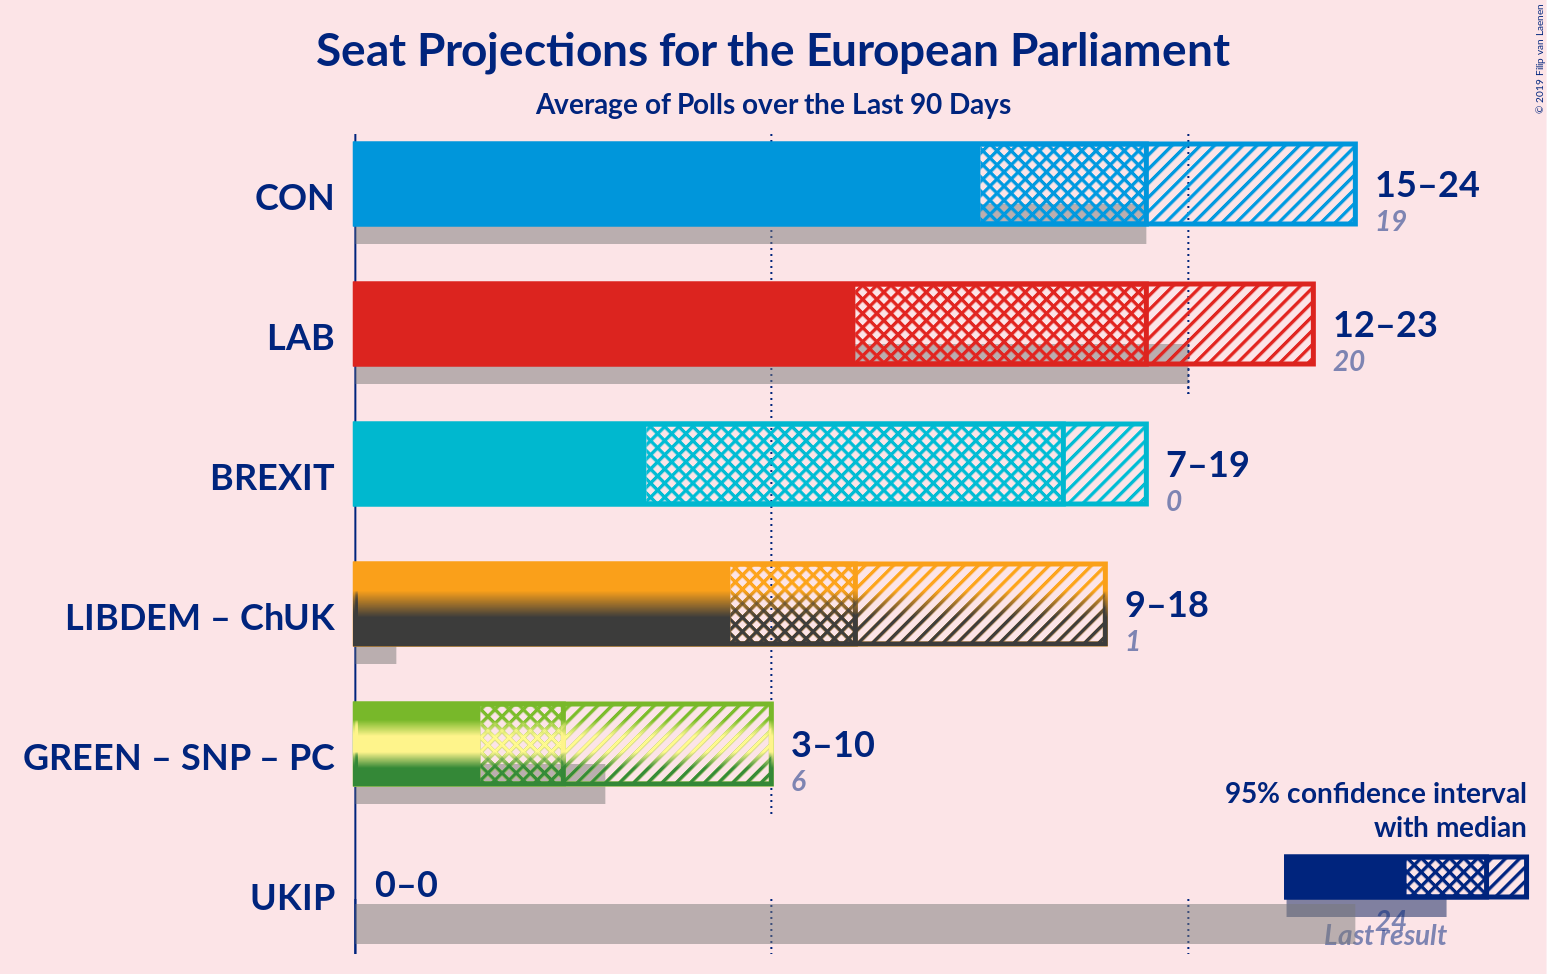 Seat Projections for the European Parliament
Average of Polls over the Last 90 Days
© 2019 Filip van Laenen
CON
15–24
19
LAB
12–23
20
BREXIT
7–19
0
LIBDEM – ChUK
9–18
1
GREEN – SNP – PC
3–10
6
95% confidence interval
with median
UKIP
0–0
24
Last result